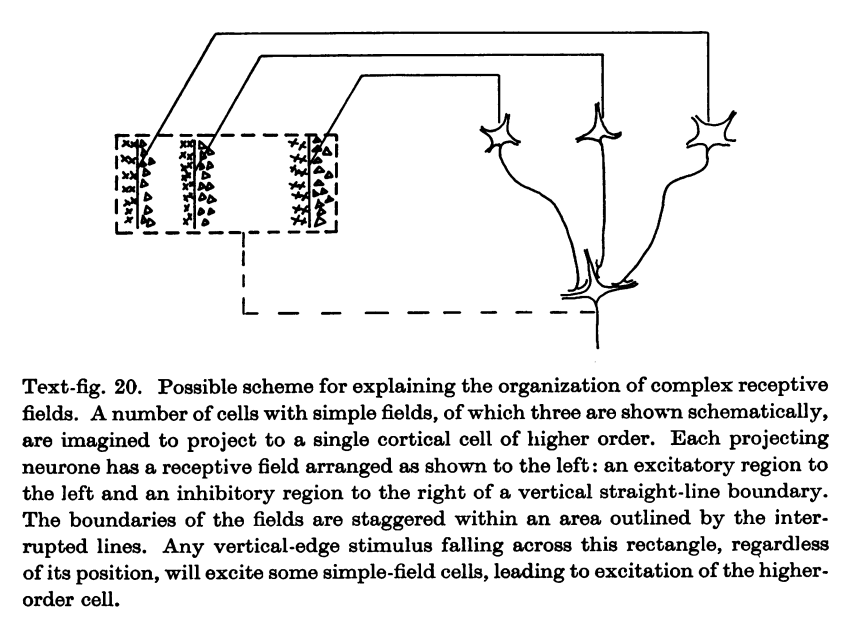 Text-fig. 20. Possible scheme for explaining the organization of complex receptive
fields. A number of cells with simple fields, of which three are shown schematically,
are imagined to project to a single cortical cell of higher order. Each projecting
neurone has a receptive field arranged as shown to the left: an excitatory region to
the left and an inhibitory region to the right of a vertical straight-line boundary.
The boundaries of the fields are staggered within an area outlined by the inter-
rupted lines. Any vertical-edge stimulus falling across this rectangle, regardless
of its position, will excite some simple-field cells, leading to excitation of the higher-
order cell.